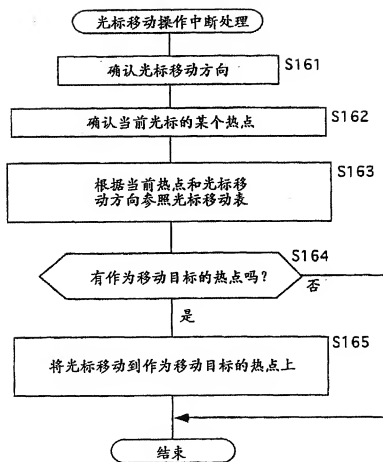 光标移动操作中断处理
确认光标移动方向
S161
确认当前光标的某个热点
S162
根据当前热点和光标移
动方向参照光标移动表
S163
有作为移动目标的热点吗?
S164
否
是
将光标移动到作为移动目标的热点上
S165
结束